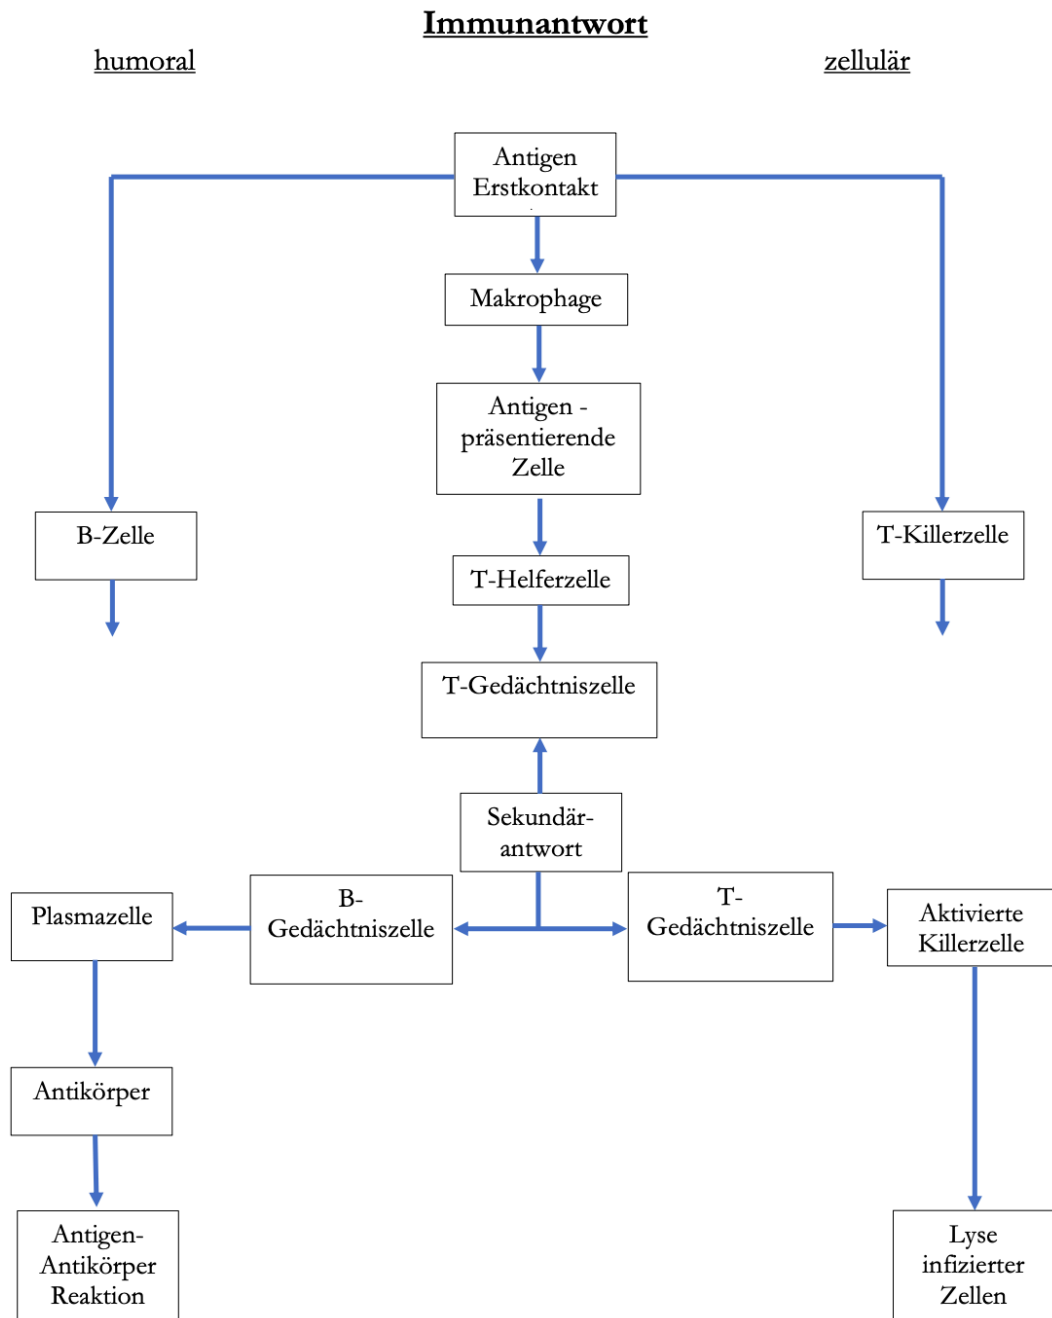 Immunantwort
humoral
zellulär
Antigen
Erstkontakt
Makrophage
Antigen -
präsentierende
Zelle
B-Zelle
T-Killerzelle
T-Helferzelle
T-Gedächtniszelle
Sekundär-
antwort
Plasmazelle
B-
Gedächtniszelle
T-
Gedächtniszelle
Aktivierte
Killerzelle
Antikörper
Antigen-
Antikörper
Reaktion
Lyse
infizierter
Zellen